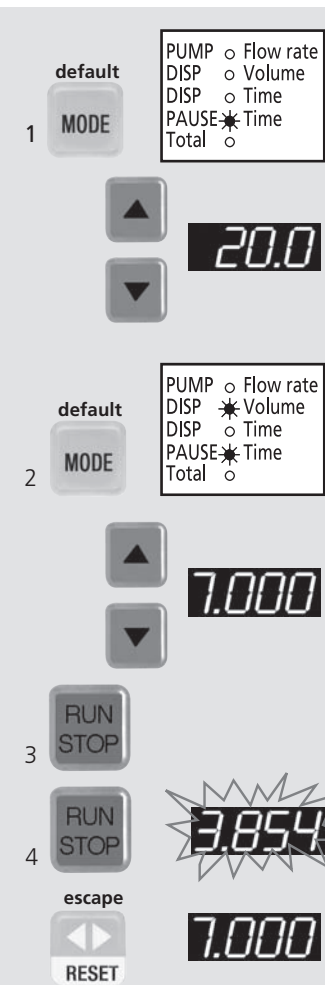 default
1 MODE
PUMP Flow rate
DISP Volume
DISP Time
PAUSE Time
Total
20.0
default
2 MODE
PUMP Flow rate
DISP Volume
DISP Time
PAUSE Time
Total
7.000
3 RUN STOP
4 RUN STOP
3.854
escape
RESET
7.000